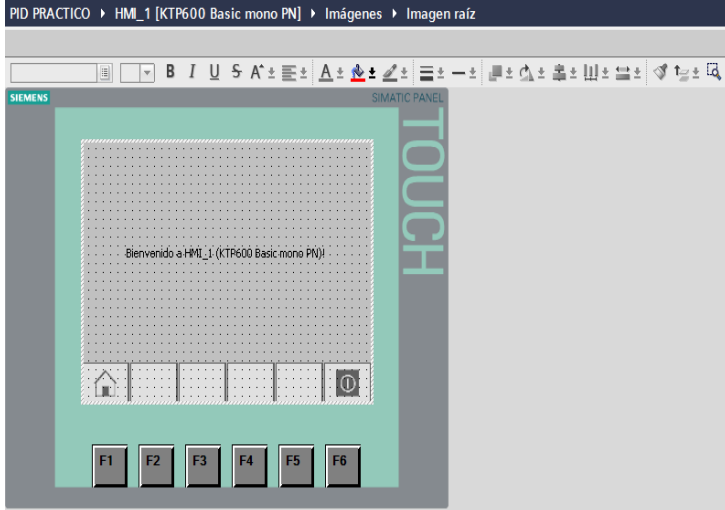 PID PRACTICO ▸ HMI_1 [KTP600 Basic mono PN] ▸ Imágenes ▸ Imagen raíz
B I U S A A
SIEMENS SIMATIC PANEL
TOUCH
Bienvenido a HMI_1 (KTP600 Basic mono PN)!
F1 F2 F3 F4 F5 F6